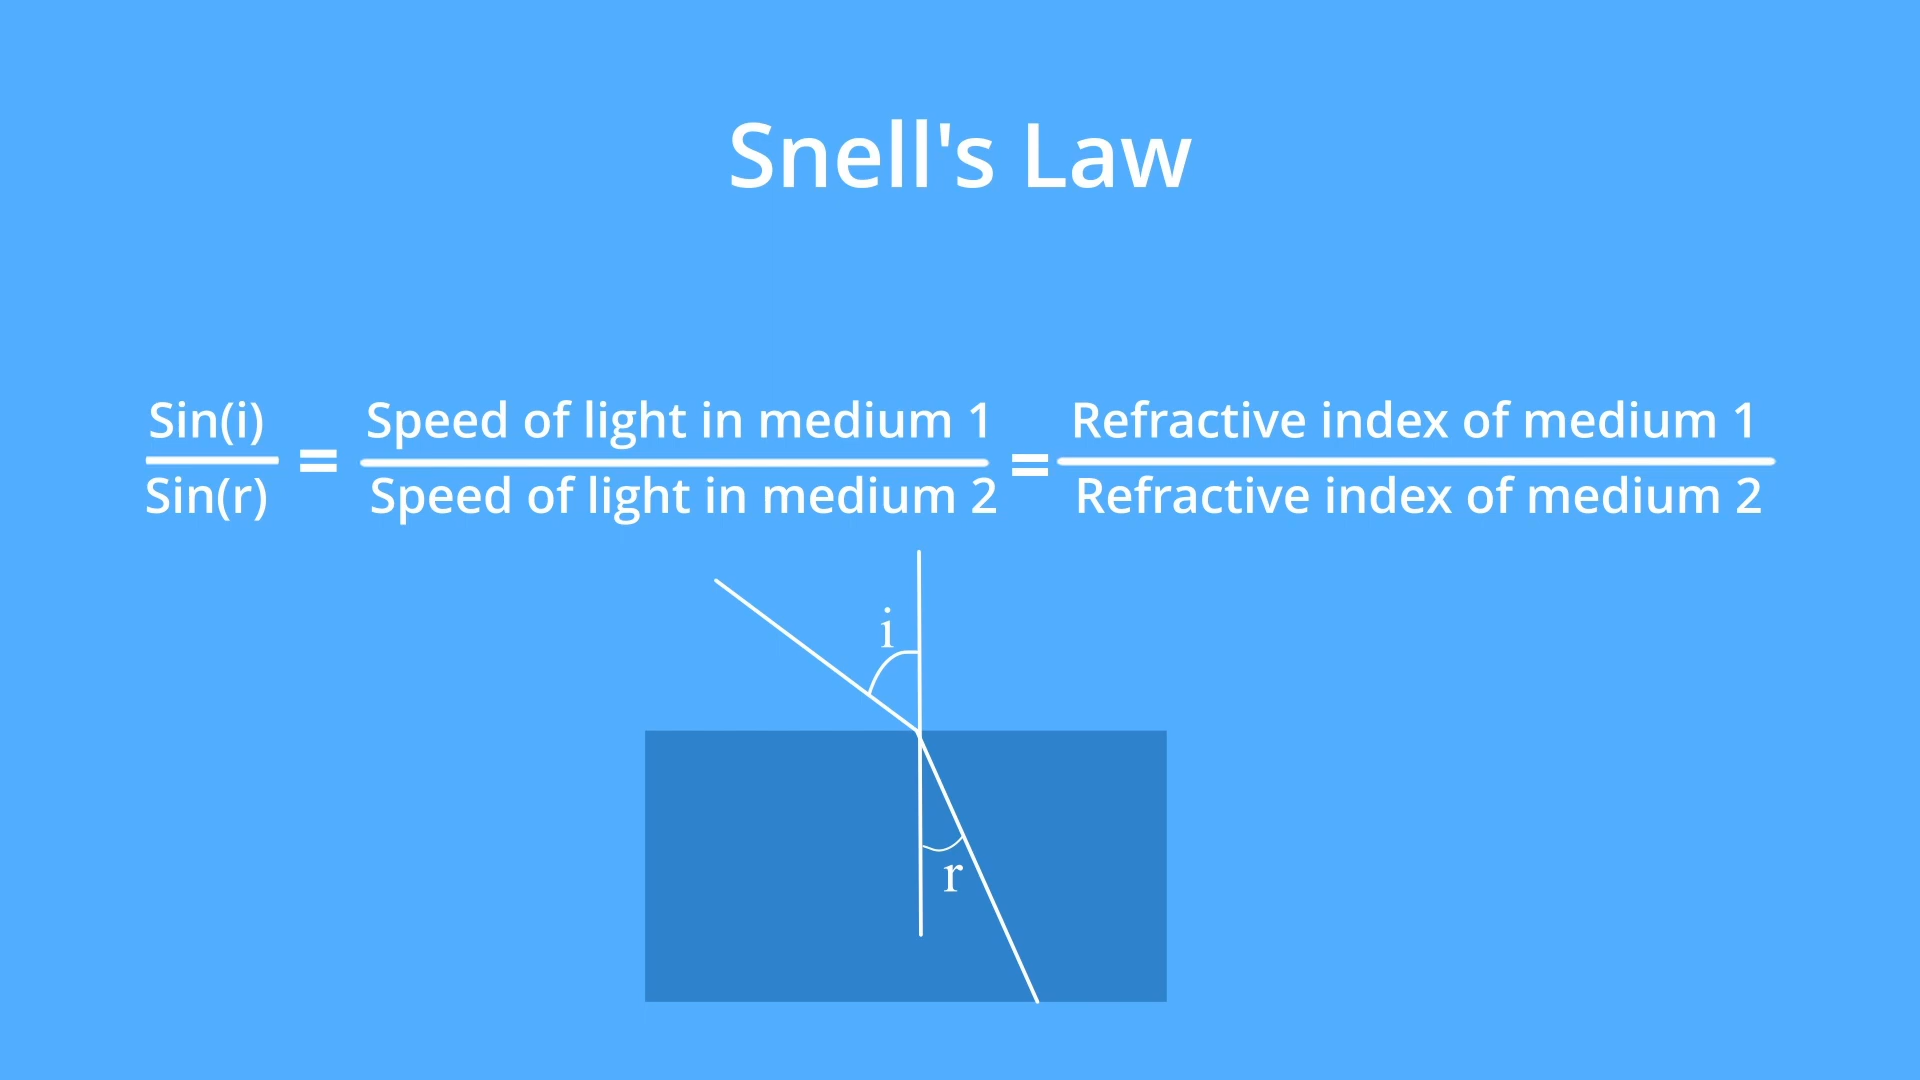 Snell's Law
Sin(i)
Sin(r)
=
Speed of light in medium 1
Speed of light in medium 2
=
Refractive index of medium 1
Refractive index of medium 2
i
r